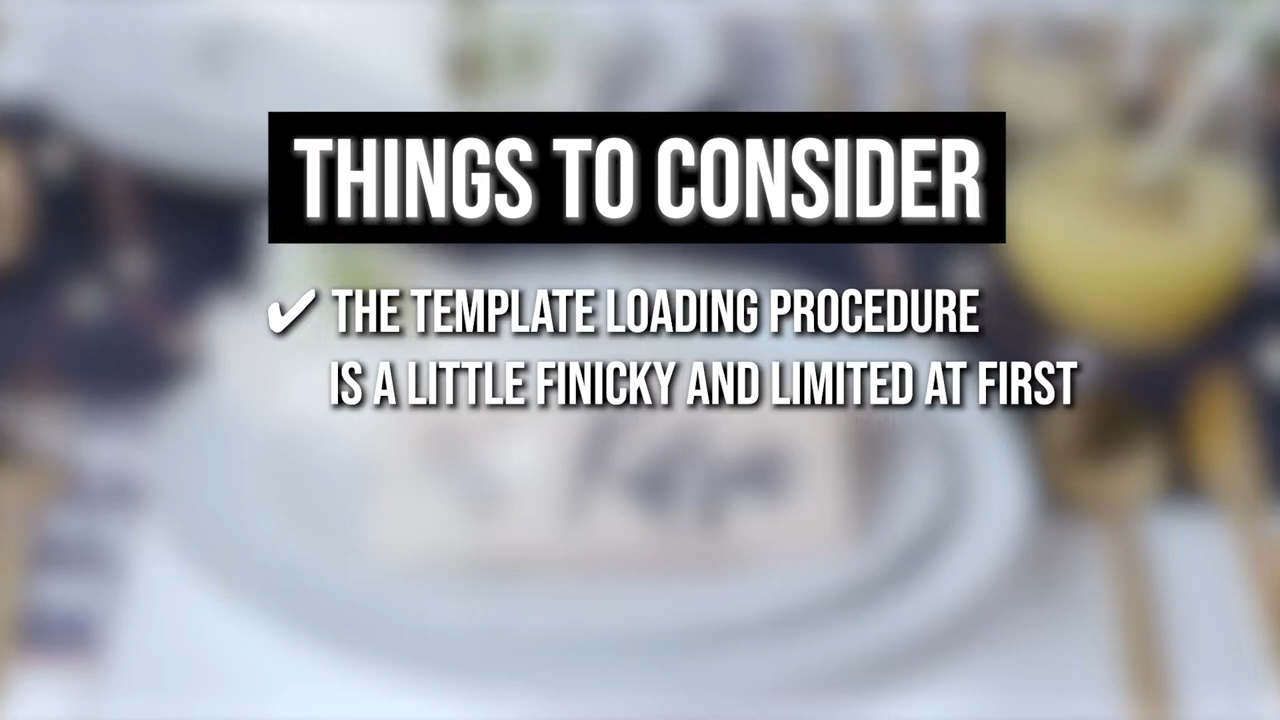 THINGS TO CONSIDER
✔ THE TEMPLATE LOADING PROCEDURE
IS A LITTLE FINICKY AND LIMITED AT FIRST